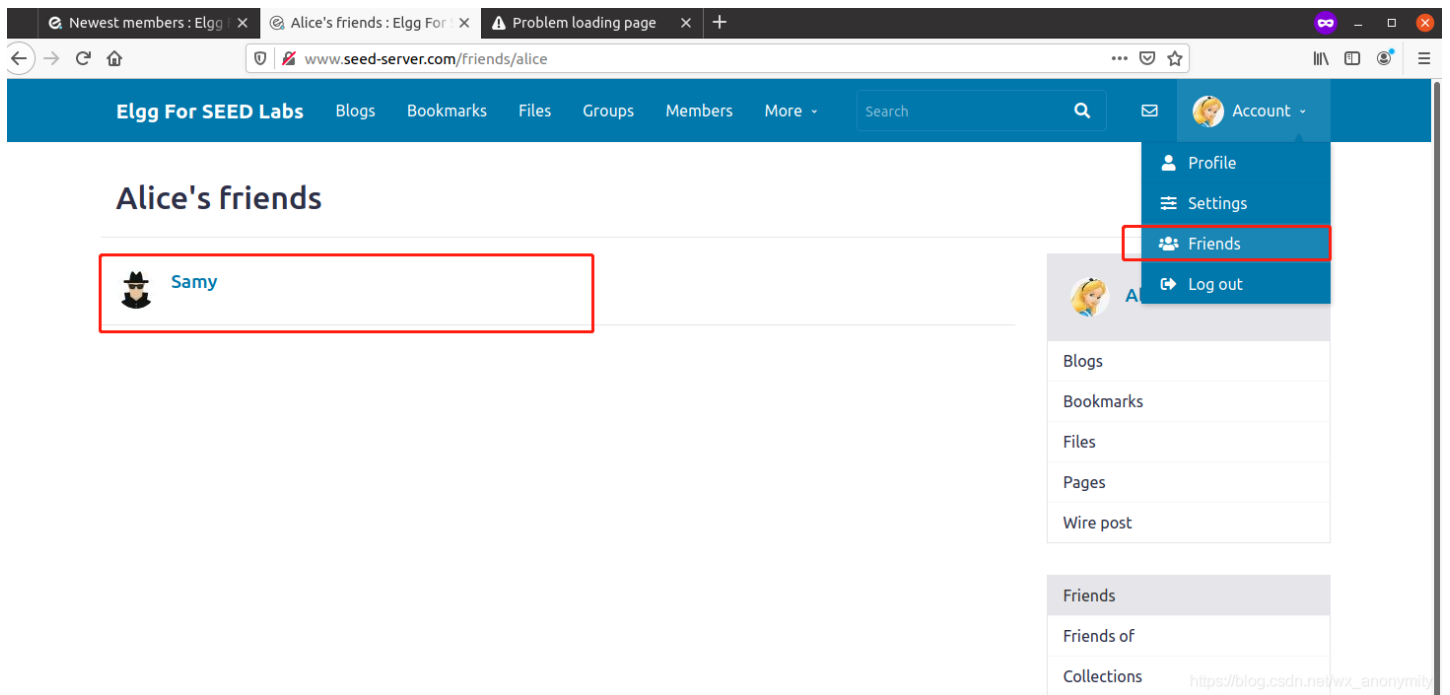 Newest members : Elgg F
Alice's friends : Elgg For S
Problem loading page
www.seed-server.com/friends/alice
Elgg For SEED Labs Blogs Bookmarks Files Groups Members More Search Account
Profile
Settings
Friends
Log out
Alice's friends
Samy
Al
Blogs
Bookmarks
Files
Pages
Wire post
Friends
Friends of
Collections
https://blog.csdn.net/wx_anonymity